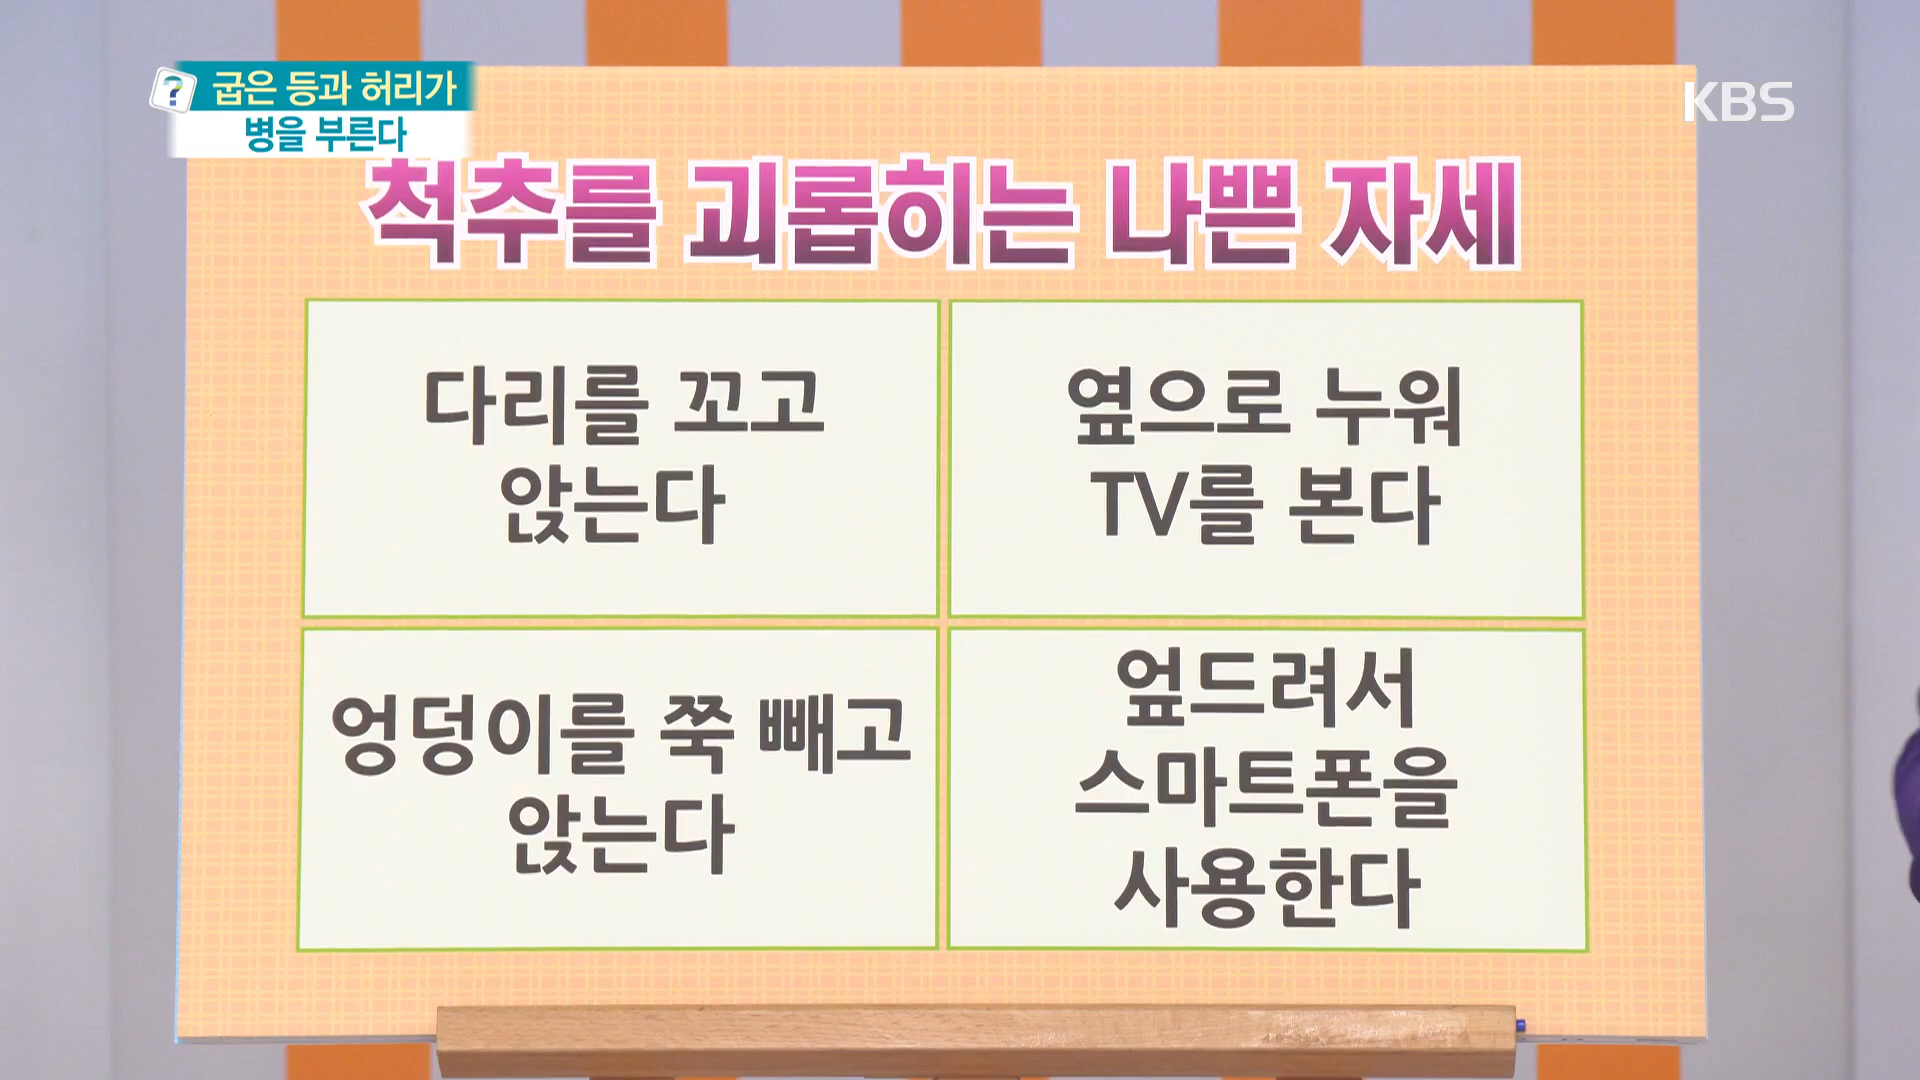 굽은 등과 허리가
병을 부른다
KBS
척추를 괴롭히는 나쁜 자세
다리를 꼬고
앉는다
옆으로 누워
TV를 본다
엉덩이를 쭉 빼고
앉는다
엎드려서
스마트폰을
사용한다